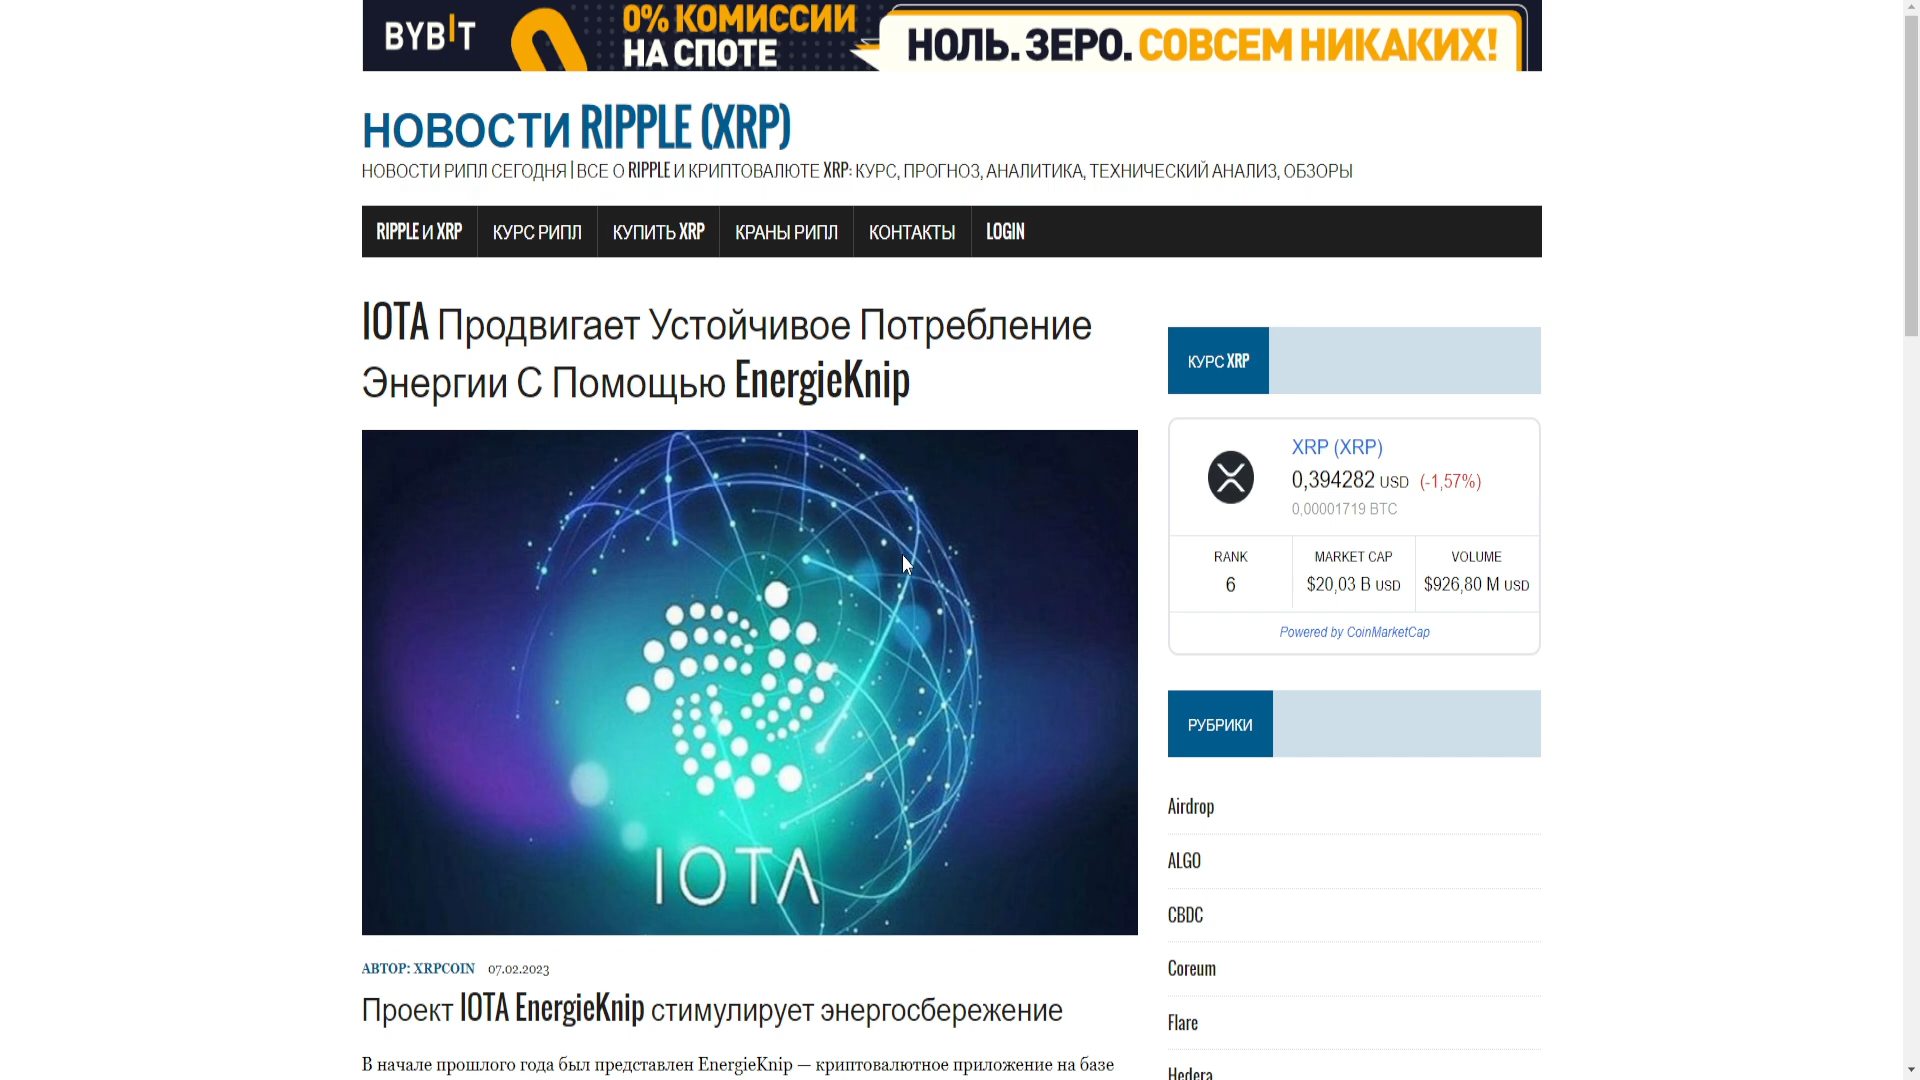 BYBIT
0% КОМИССИИ
НА СПОТЕ
НОЛЬ. ЗЕРО. СОВСЕМ НИКАКИХ!
НОВОСТИ RIPPLE (XRP)
НОВОСТИ РИПЛ СЕГОДНЯ | ВСЕ О RIPPLE И КРИПТОВАЛЮТЕ XRP: КУРС, ПРОГНОЗ, АНАЛИТИКА, ТЕХНИЧЕСКИЙ АНАЛИЗ, ОБЗОРЫ
RIPPLE И XRP КУРС РИПЛ КУПИТЬ XRP КРАНЫ РИПЛ КОНТАКТЫ LOGIN
IOTA Продвигает Устойчивое Потребление
Энергии С Помощью EnergieKnip
IOTA
АВТОР: XRPCOIN 07.02.2023
Проект IOTA EnergieKnip стимулирует энергосбережение
В начале прошлого года был представлен EnergieKnip — криптовалютное приложение на базе
КУРС XRP
XRP (XRP)
0,394282 USD (-1,57%)
0,00001719 BTC
RANK MARKET CAP VOLUME
6 $20,03 B USD $926,80 M USD
Powered by CoinMarketCap
РУБРИКИ
Airdrop
ALGO
CBDC
Coreum
Flare
Hedera